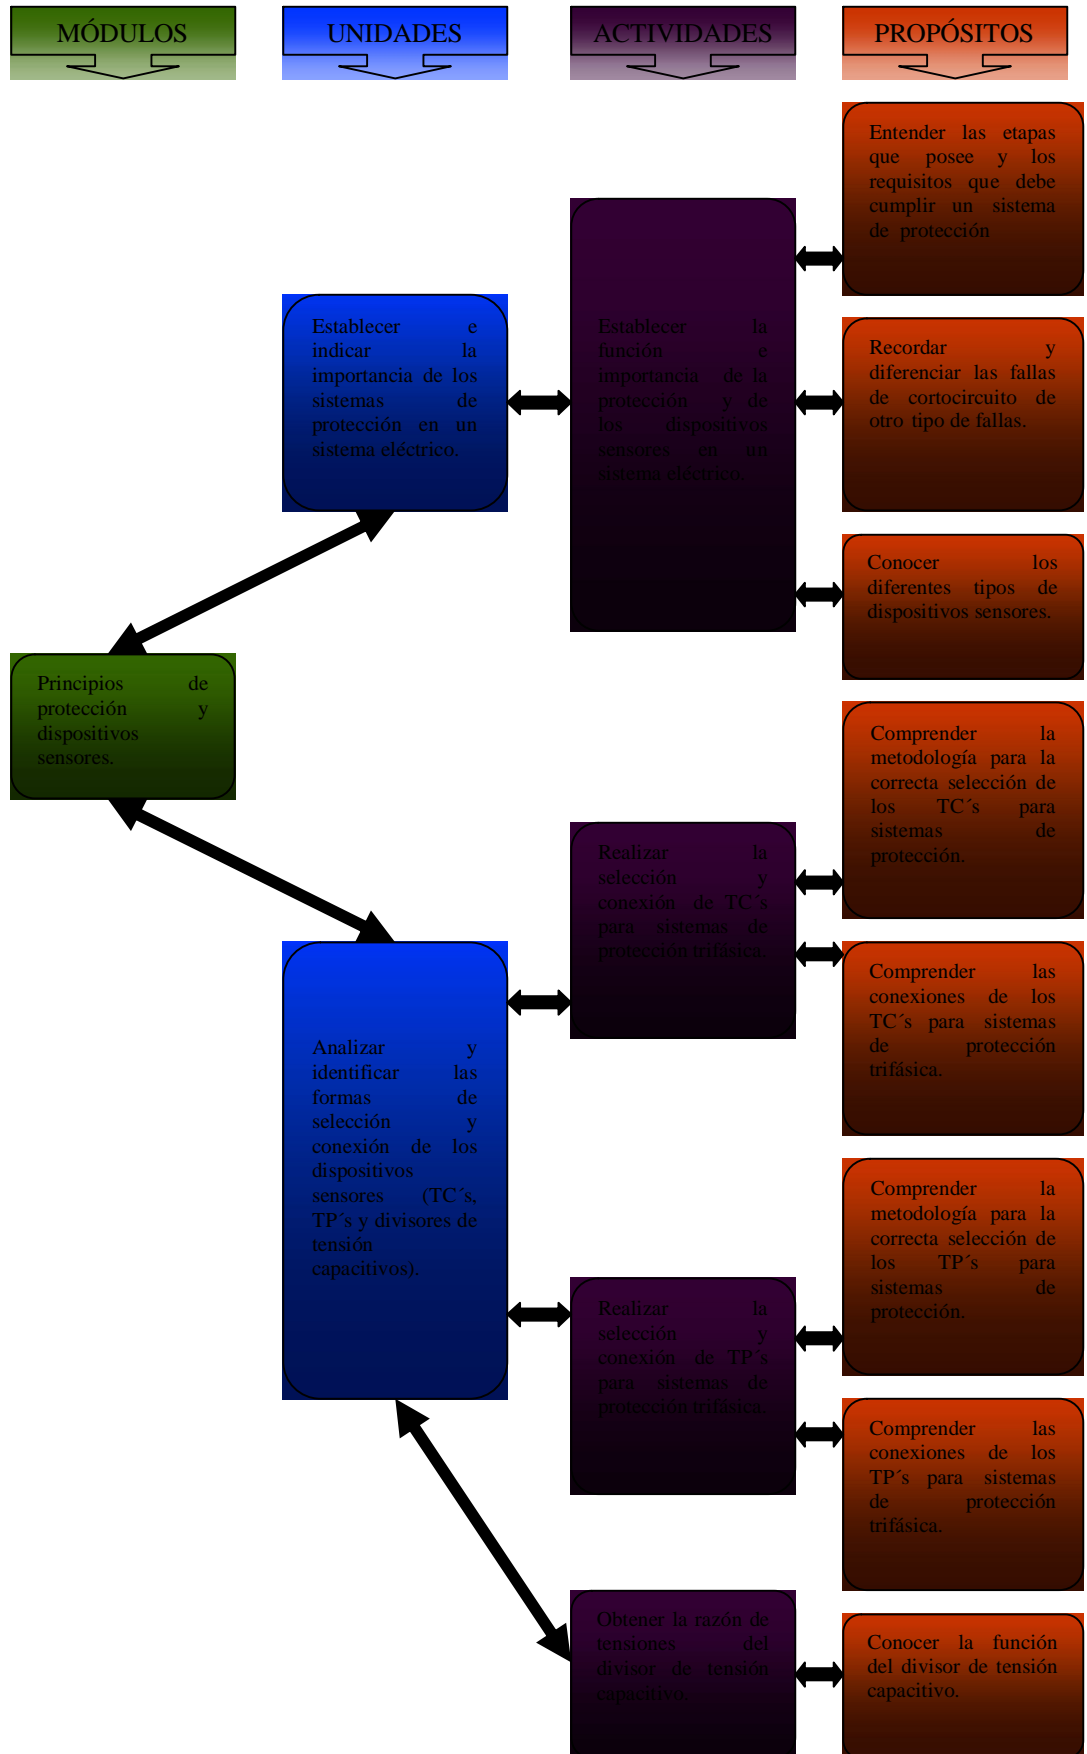 MÓDULOS
UNIDADES
ACTIVIDADES
PROPÓSITOS
Principios de
protección y
dispositivos
sensores.
Establecer e
indicar la
importancia de los
sistemas de
protección en un
sistema eléctrico.
Establecer la
función e
importancia de la
protección y de
los dispositivos
sensores en un
sistema eléctrico.
Entender las etapas
que posee y los
requisitos que debe
cumplir un sistema
de protección
Recordar y
diferenciar las fallas
de cortocircuito de
otro tipo de fallas.
Conocer los
diferentes tipos de
dispositivos sensores.
Analizar y
identificar las
formas de
selección y
conexión de los
dispositivos
sensores (TC´s,
TP´s y divisores de
tensión
capacitivos).
Realizar la
selección y
conexión de TC´s
para sistemas de
protección trifásica.
Comprender la
metodología para la
correcta selección de
los TC´s para
sistemas de
protección.
Comprender las
conexiones de los
TC´s para sistemas
de protección
trifásica.
Realizar la
selección y
conexión de TP´s
para sistemas de
protección trifásica.
Comprender la
metodología para la
correcta selección de
los TP´s para
sistemas de
protección.
Comprender las
conexiones de los
TP´s para sistemas
de protección
trifásica.
Obtener la razón de
tensiones del
divisor de tensión
capacitivo.
Conocer la función
del divisor de tensión
capacitivo.